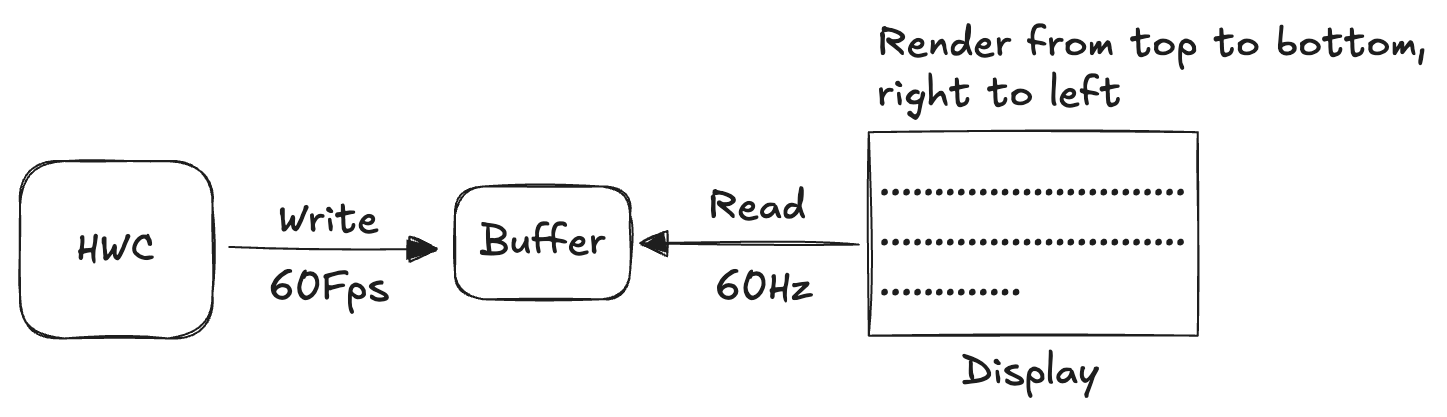 Render from top to bottom,
right to left
HWC
Write
60Fps
Buffer
Read
60Hz
Display